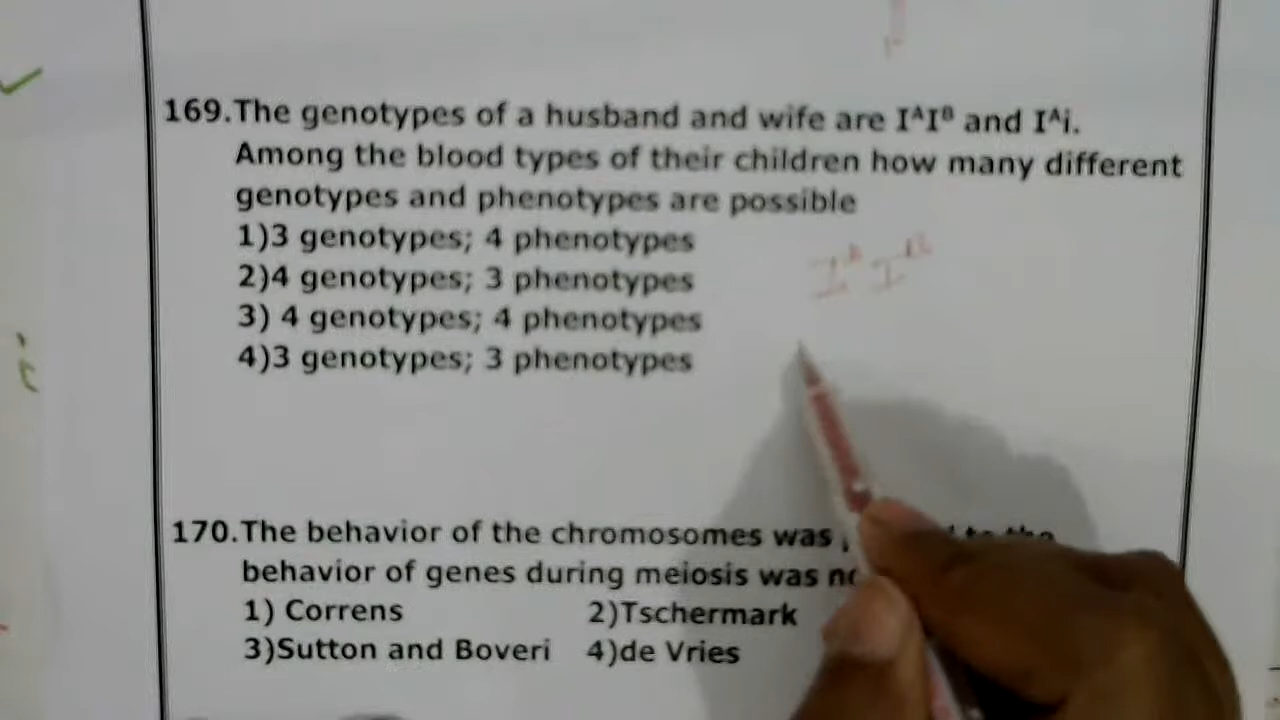 169.The genotypes of a husband and wife are IᴬIᴮ and Iᴬi.
Among the blood types of their children how many different
genotypes and phenotypes are possible
1)3 genotypes; 4 phenotypes
2)4 genotypes; 3 phenotypes
3) 4 genotypes; 4 phenotypes
4)3 genotypes; 3 phenotypes
170.The behavior of the chromosomes was to the
behavior of genes during meiosis was
1) Correns 2)Tschermark
3)Sutton and Boveri 4)de Vries